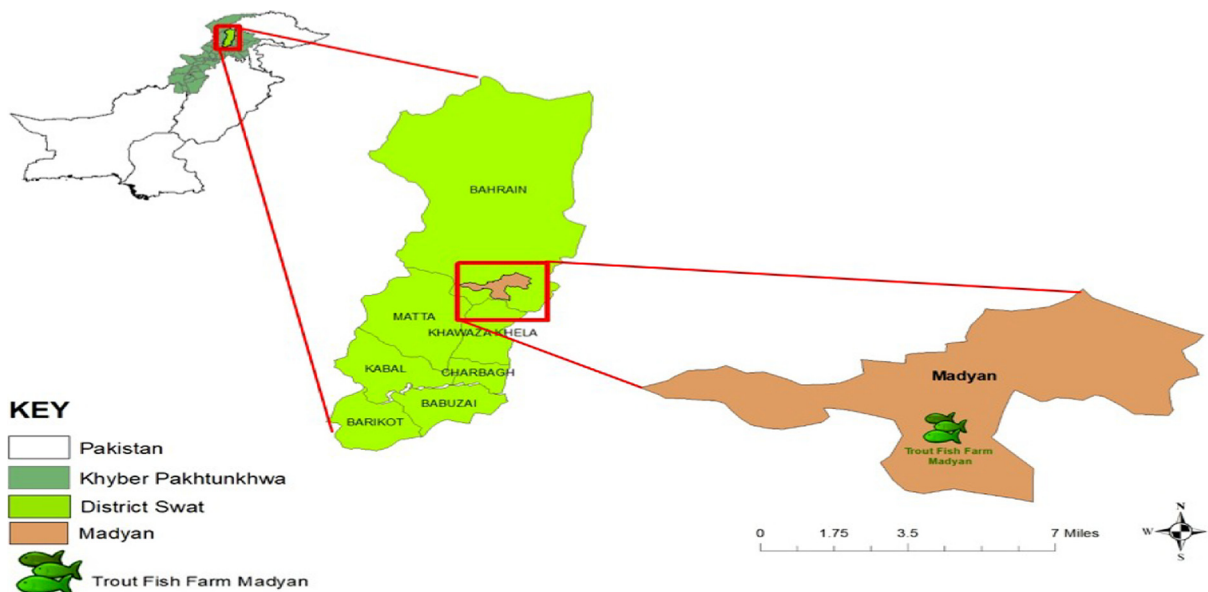 BAHRAIN
MATTA
KHAWAZA KHELA
KABAL
CHARBAGH
BABUZAI
BARIKOT
Madyan
Trout Fish Farm
Madyan
KEY
Pakistan
Khyber Pakhtunkhwa
District Swat
Madyan
Trout Fish Farm Madyan
0 1.75 3.5 7 Miles
N
W E
S